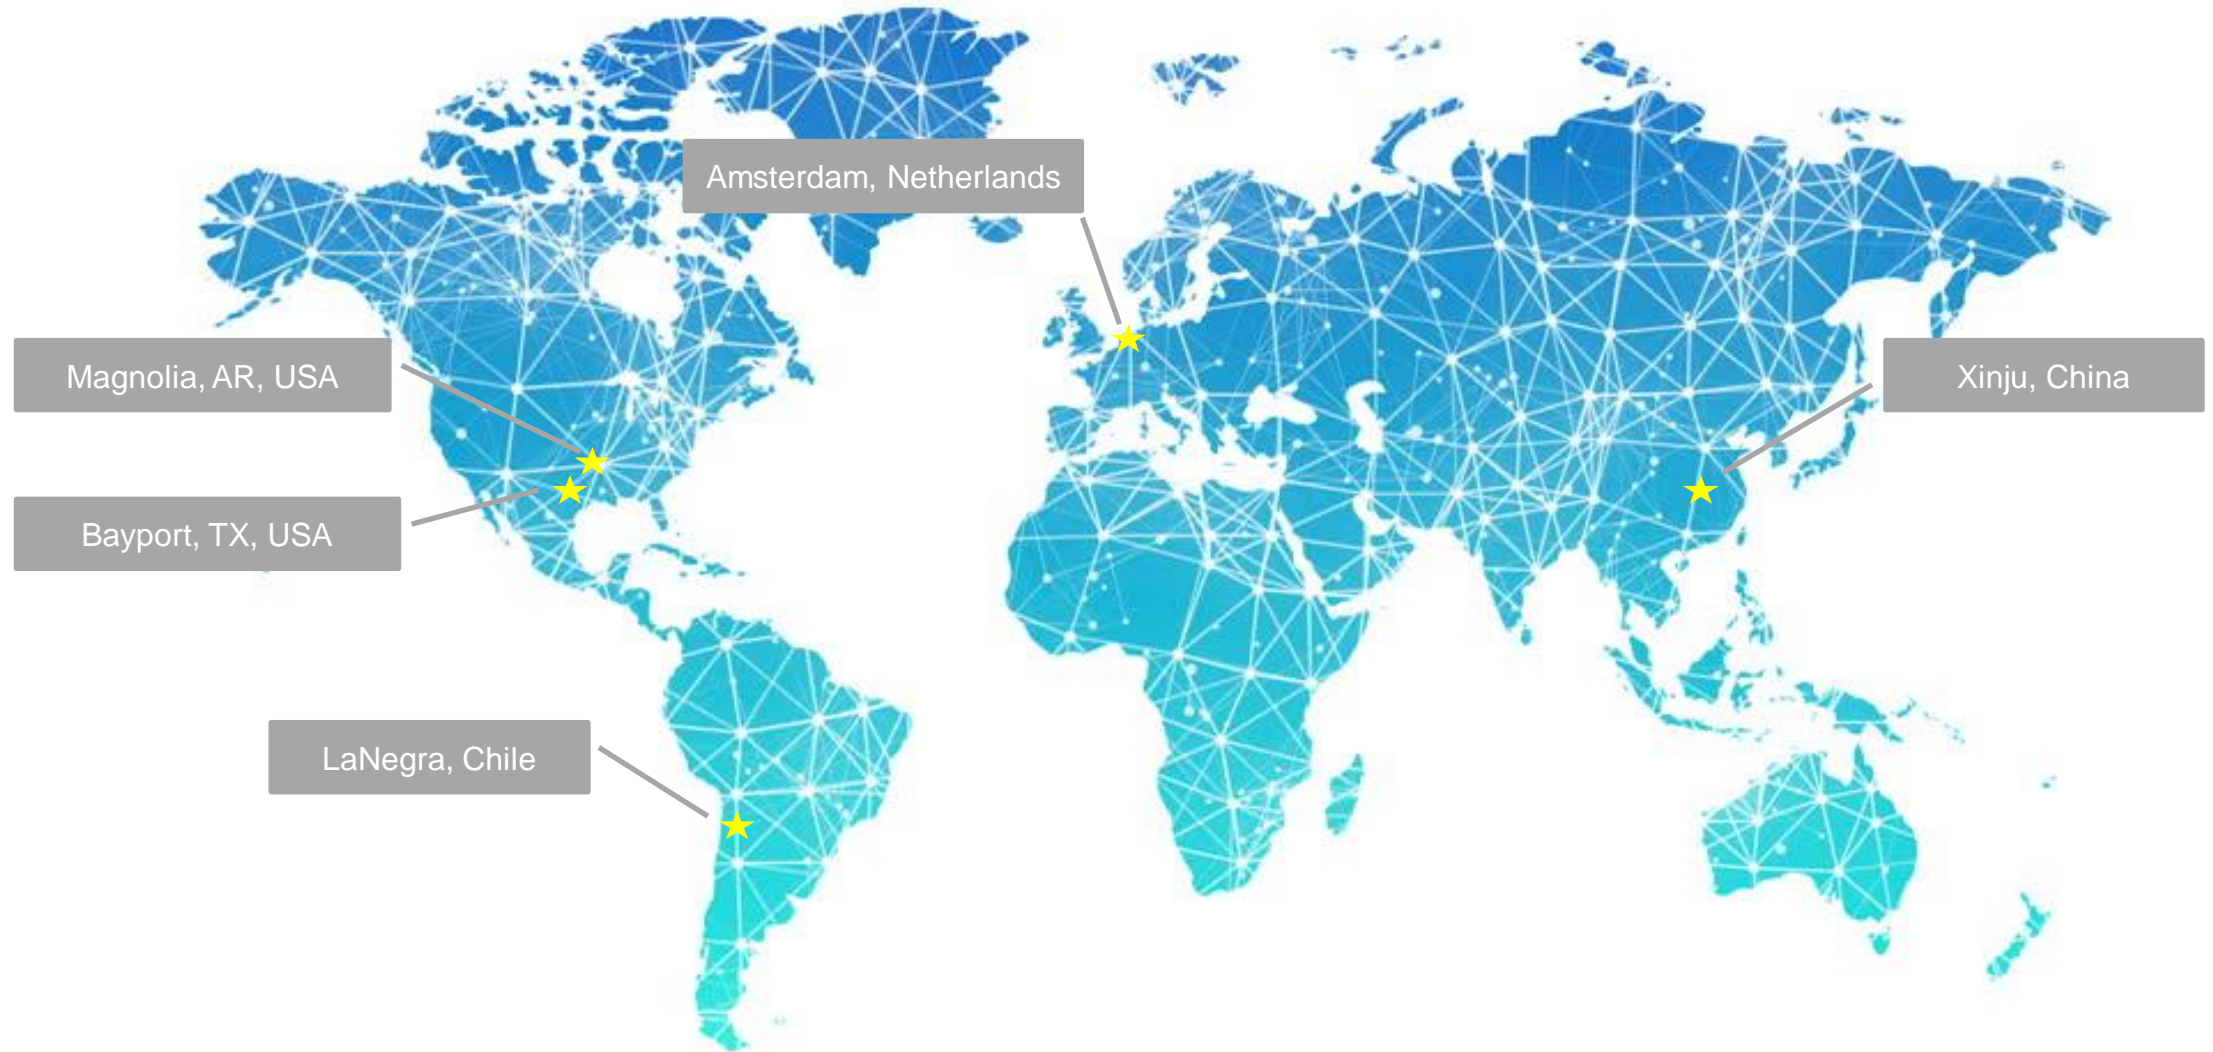 Amsterdam, Netherlands
Magnolia, AR, USA
Xinju, China
Bayport, TX, USA
LaNegra, Chile